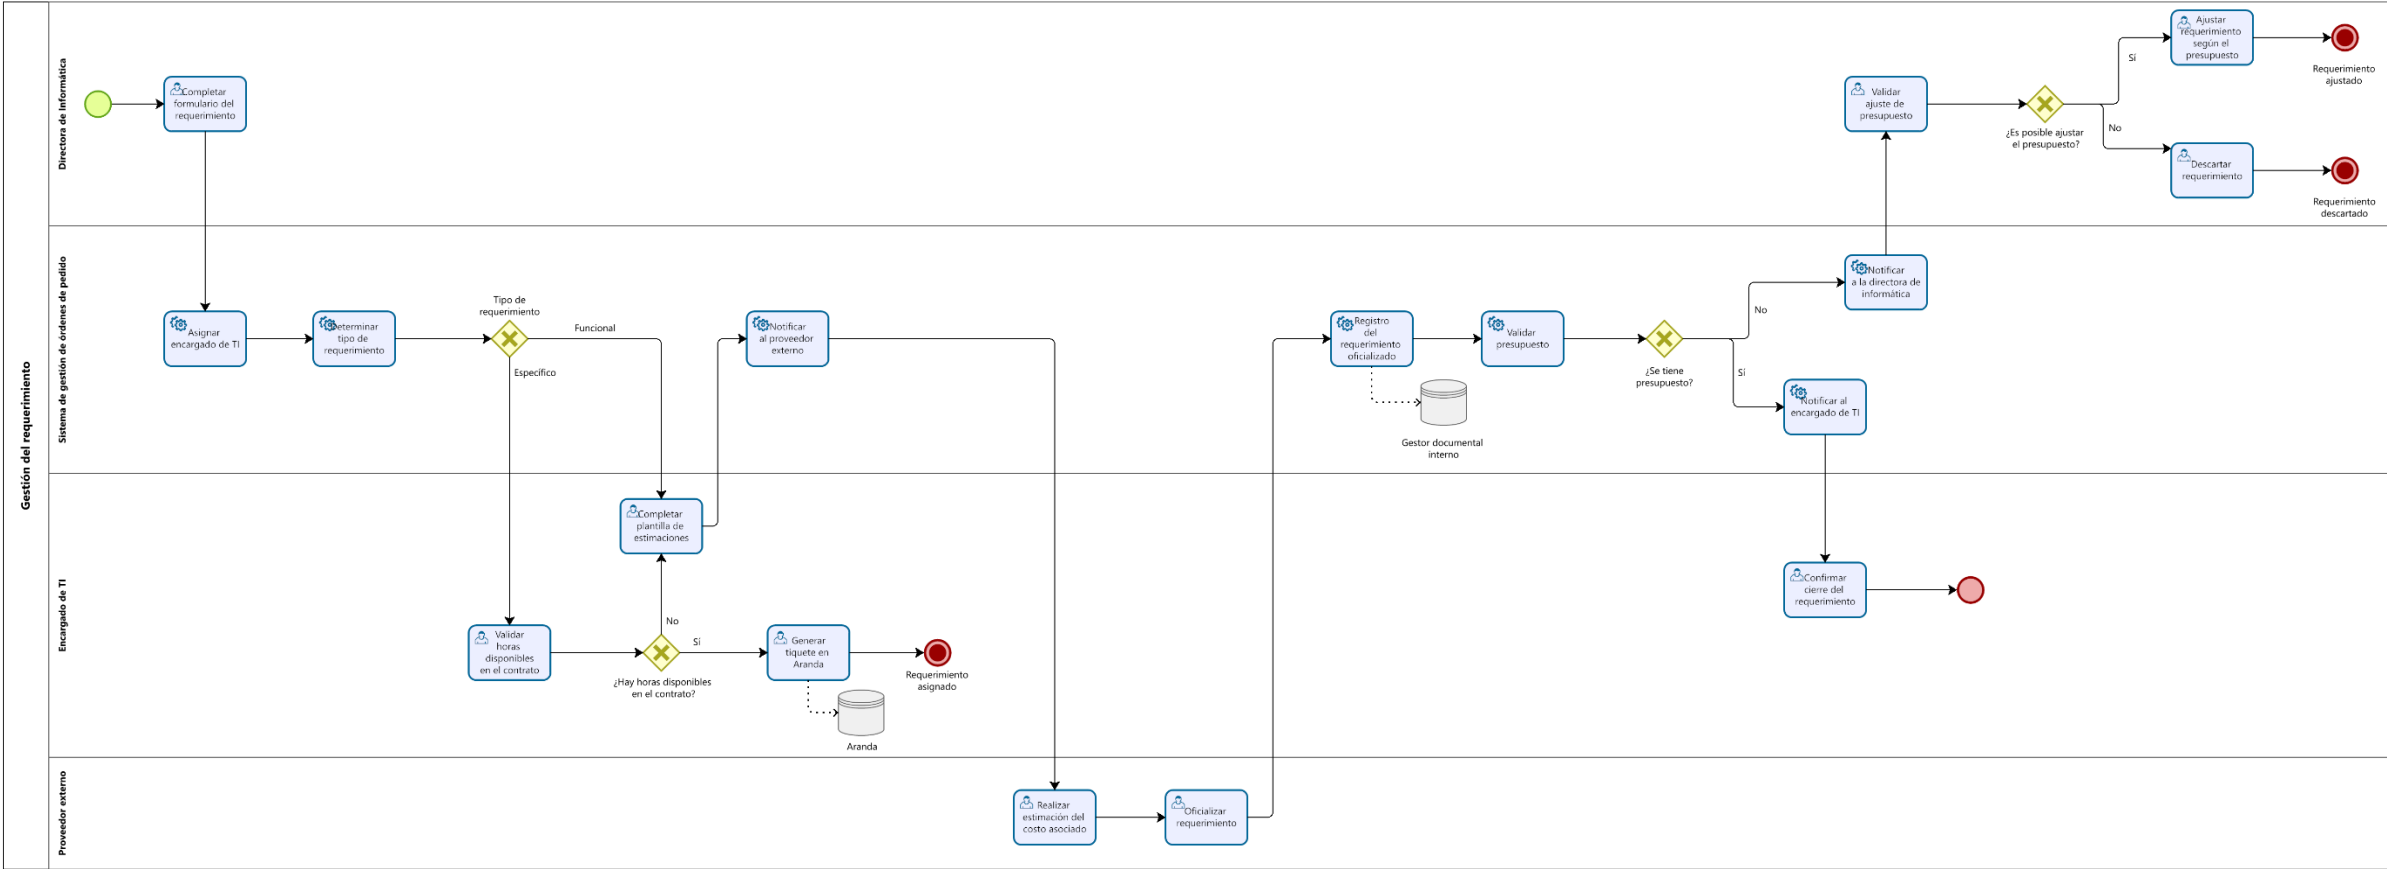 Gestión del requerimiento
Directora de Informática
Completar
formulario del
requerimiento
Validar
ajuste de
presupuesto
¿Es posible ajustar
el presupuesto?
Sí
No
Ajustar
requerimiento
según el
presupuesto
Requerimiento
ajustado
Descartar
requerimiento
Requerimiento
descartado
Sistema de gestión de órdenes de pedido
Asignar
encargado de TI
Determinar
tipo de
requerimiento
Tipo de
requerimiento
Funcional
Específico
Notificar
al proveedor
externo
Registro
del
requerimiento
oficializado
Gestor documental
interno
Validar
presupuesto
¿Se tiene
presupuesto?
No
Sí
Notificar
a la directora de
informática
Notificar al
encargado de TI
Encargado de TI
Completar
plantilla de
estimaciones
Validar
horas
disponibles
en el contrato
¿Hay horas disponibles
en el contrato?
No
Sí
Generar
tiquete en
Aranda
Requerimiento
asignado
Aranda
Confirmar
cierre del
requerimiento
Proveedor externo
Realizar
estimación del
costo asociado
Oficializar
requerimiento